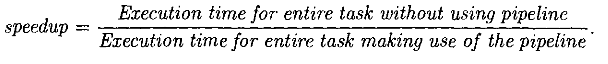 speedup = Execution time for entire task without using pipeline / Execution time for entire task making use of the pipeline.